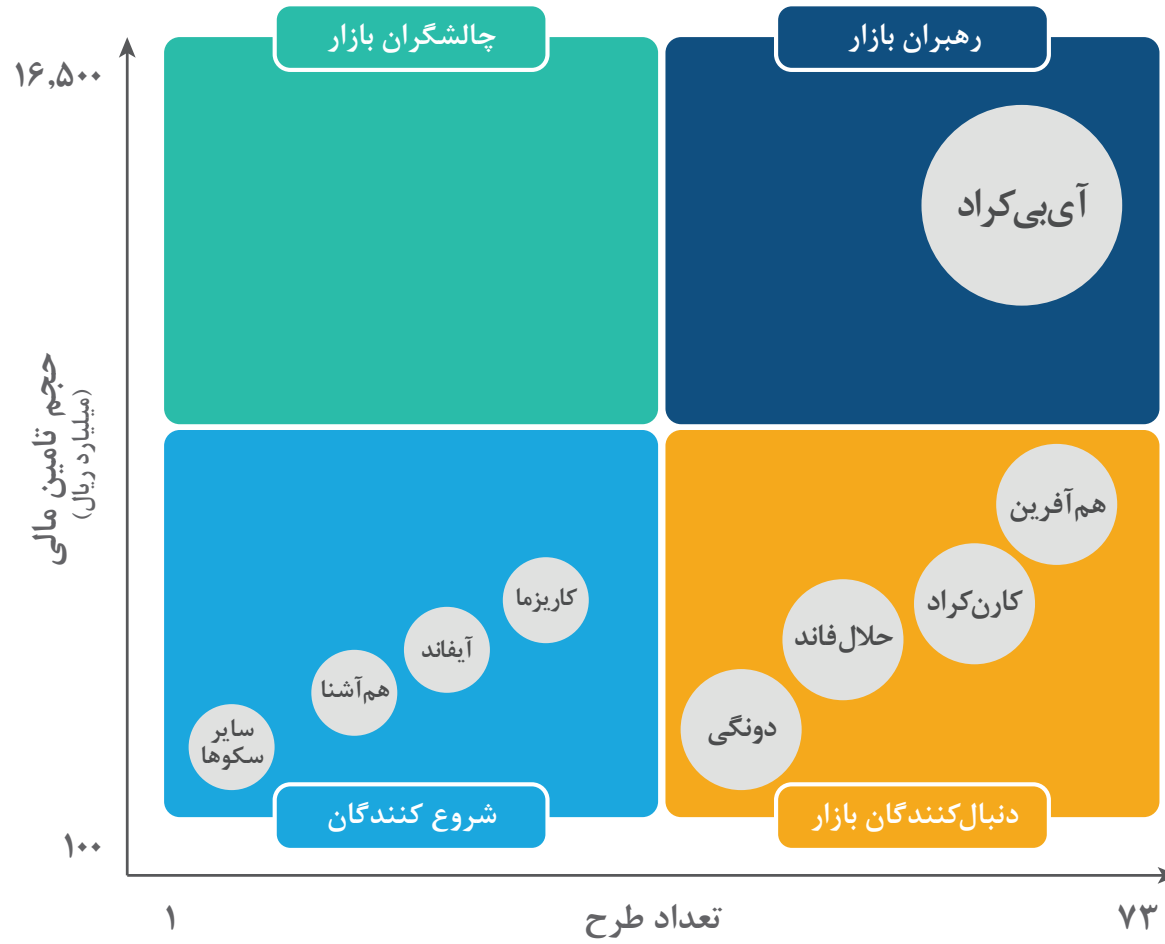 رهبران بازار
چالشگران بازار
۱۶,۵۰۰
آی‌بی‌کراد
حجم تامین مالی
(میلیارد ریال)
هم‌آفرین
کارن‌کراد
حلال‌فاند
دونگی
کاریزما
آیفاند
هم‌آشنا
سایر
سکوها
دنبال‌کنندگان بازار
شروع کنندگان
۱۰۰
۱
تعداد طرح
۷۳